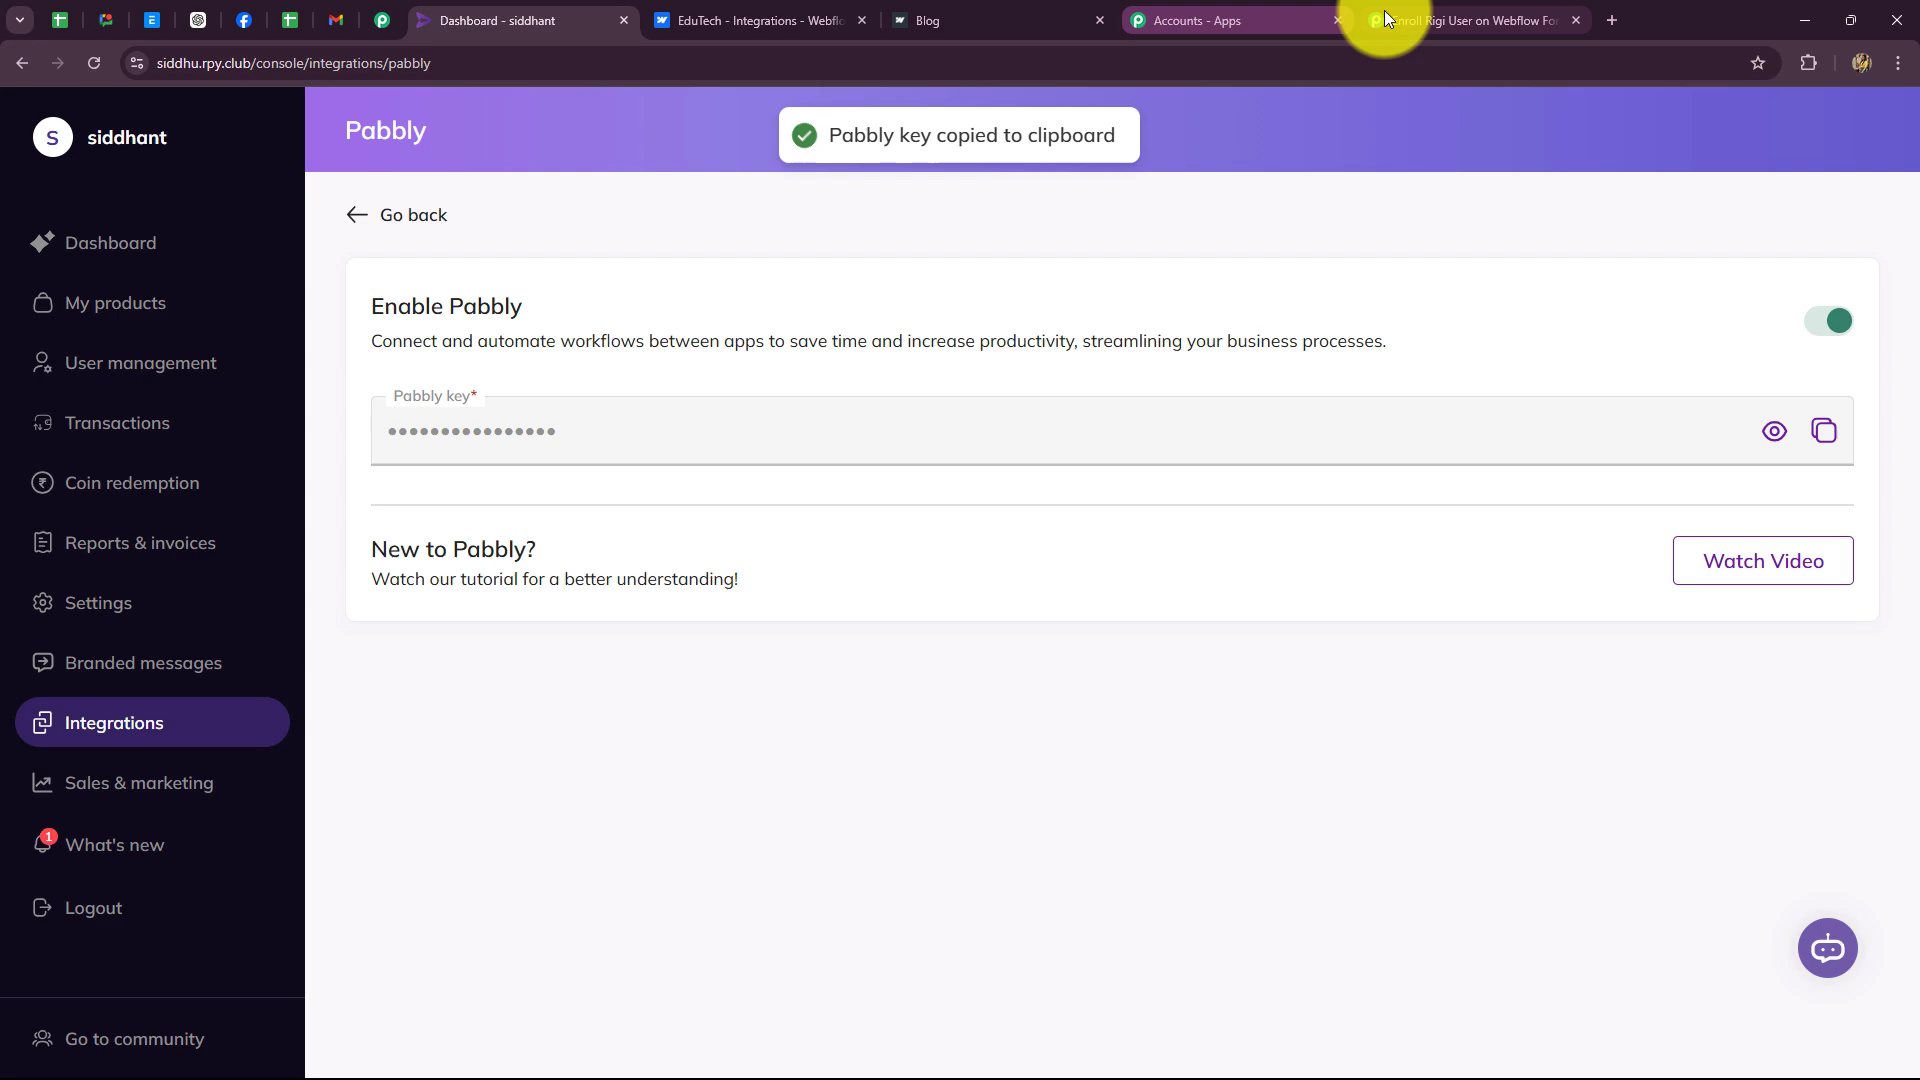 Dashboard - siddhant
EduTech - Integrations - Webflo
Blog
Accounts - Apps
nroll Rigi User on Webflow For
siddhu.rpy.club/console/integrations/pabbly
S siddhant
Pabbly
Pabbly key copied to clipboard
Go back
Dashboard
My products
User management
Transactions
Coin redemption
Reports & invoices
Settings
Branded messages
Integrations
Sales & marketing
1
What's new
Logout
Go to community
Enable Pabbly
Connect and automate workflows between apps to save time and increase productivity, streamlining your business processes.
Pabbly key*
••••••••••••••••
New to Pabbly?
Watch our tutorial for a better understanding!
Watch Video